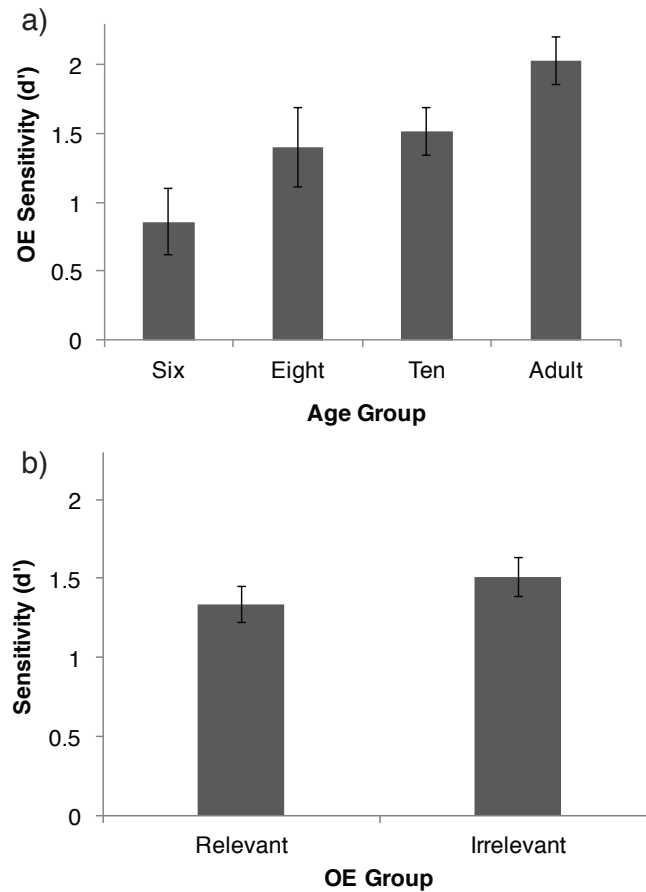 a)
OE Sensitivity (d')
2
1.5
1
0.5
0
Six Eight Ten Adult
Age Group
b)
Sensitivity (d')
2
1.5
1
0.5
0
Relevant Irrelevant
OE Group